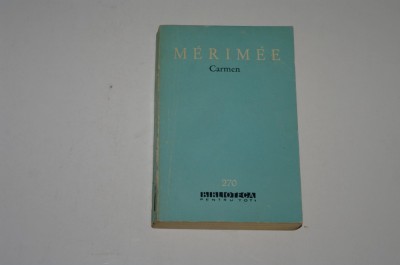 MÉRIMÉE
Carmen
BIBLIOTECA
PENTRU TOȚI